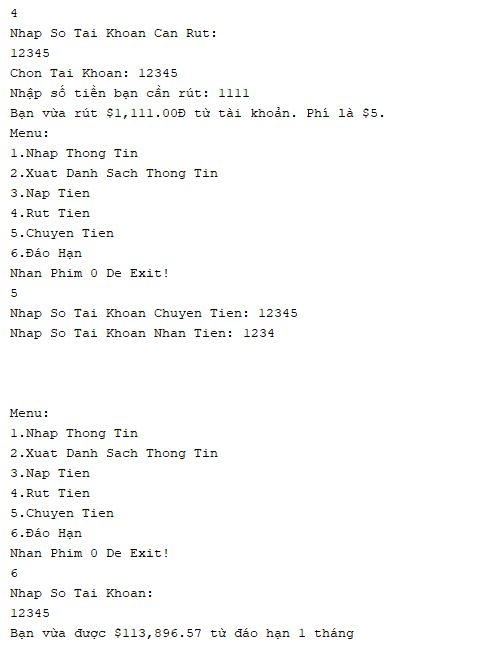 4
Nhap So Tai Khoan Can Rut:
12345
Chon Tai Khoan: 12345
Nhập số tiền bạn cần rút: 1111
Bạn vừa rút $1,111.00Đ từ tài khoản. Phí là $5.
Menu:
1.Nhap Thong Tin
2.Xuat Danh Sach Thong Tin
3.Nap Tien
4.Rut Tien
5.Chuyen Tien
6.Đáo Hạn
Nhan Phim 0 De Exit!
5
Nhap So Tai Khoan Chuyen Tien: 12345
Nhap So Tai Khoan Nhan Tien: 1234
Menu:
1.Nhap Thong Tin
2.Xuat Danh Sach Thong Tin
3.Nap Tien
4.Rut Tien
5.Chuyen Tien
6.Đáo Hạn
Nhan Phim 0 De Exit!
6
Nhap So Tai Khoan:
12345
Bạn vừa được $113,896.57 từ đáo hạn 1 tháng